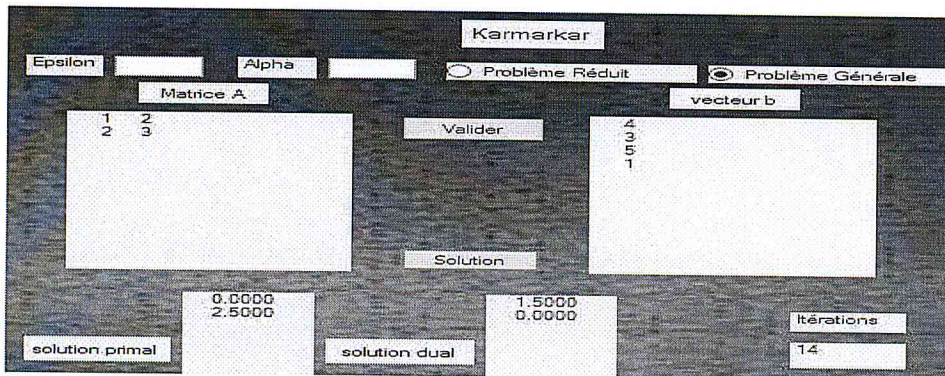 Karmarkar
Epsilon
Alpha
Problème Réduit
Problème Générale
Matrice A
vecteur b
1 2
2 3
Valider
4
3
5
1
Solution
0.0000
2.5000
1.5000
0.0000
Itérations
solution primal
solution dual
14